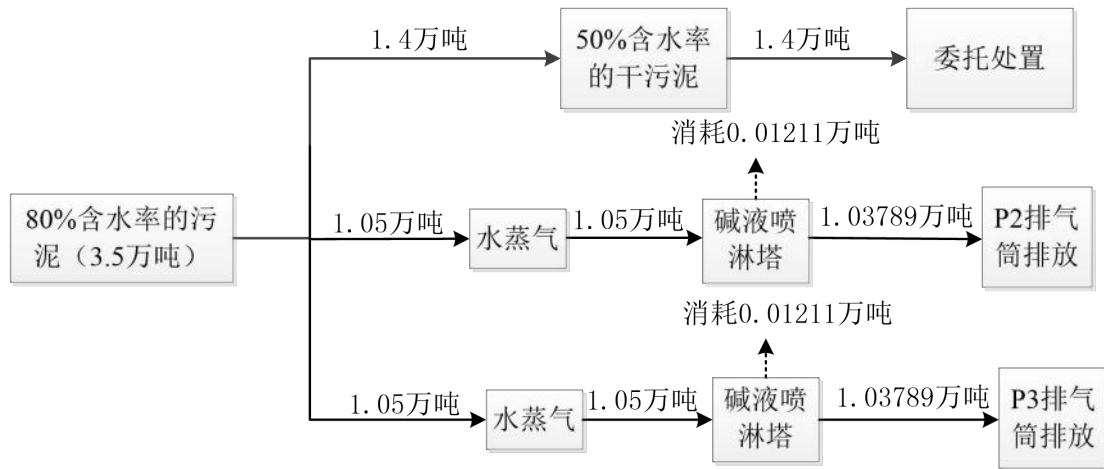 1.4万吨
50%含水率
的干污泥
1.4万吨
委托处置
消耗0.01211万吨
80%含水率的污
泥（3.5万吨）
1.05万吨
水蒸气
1.05万吨
碱液喷
淋塔
1.03789万吨
P2排气
筒排放
消耗0.01211万吨
1.05万吨
水蒸气
1.05万吨
碱液喷
淋塔
1.03789万吨
P3排气
筒排放